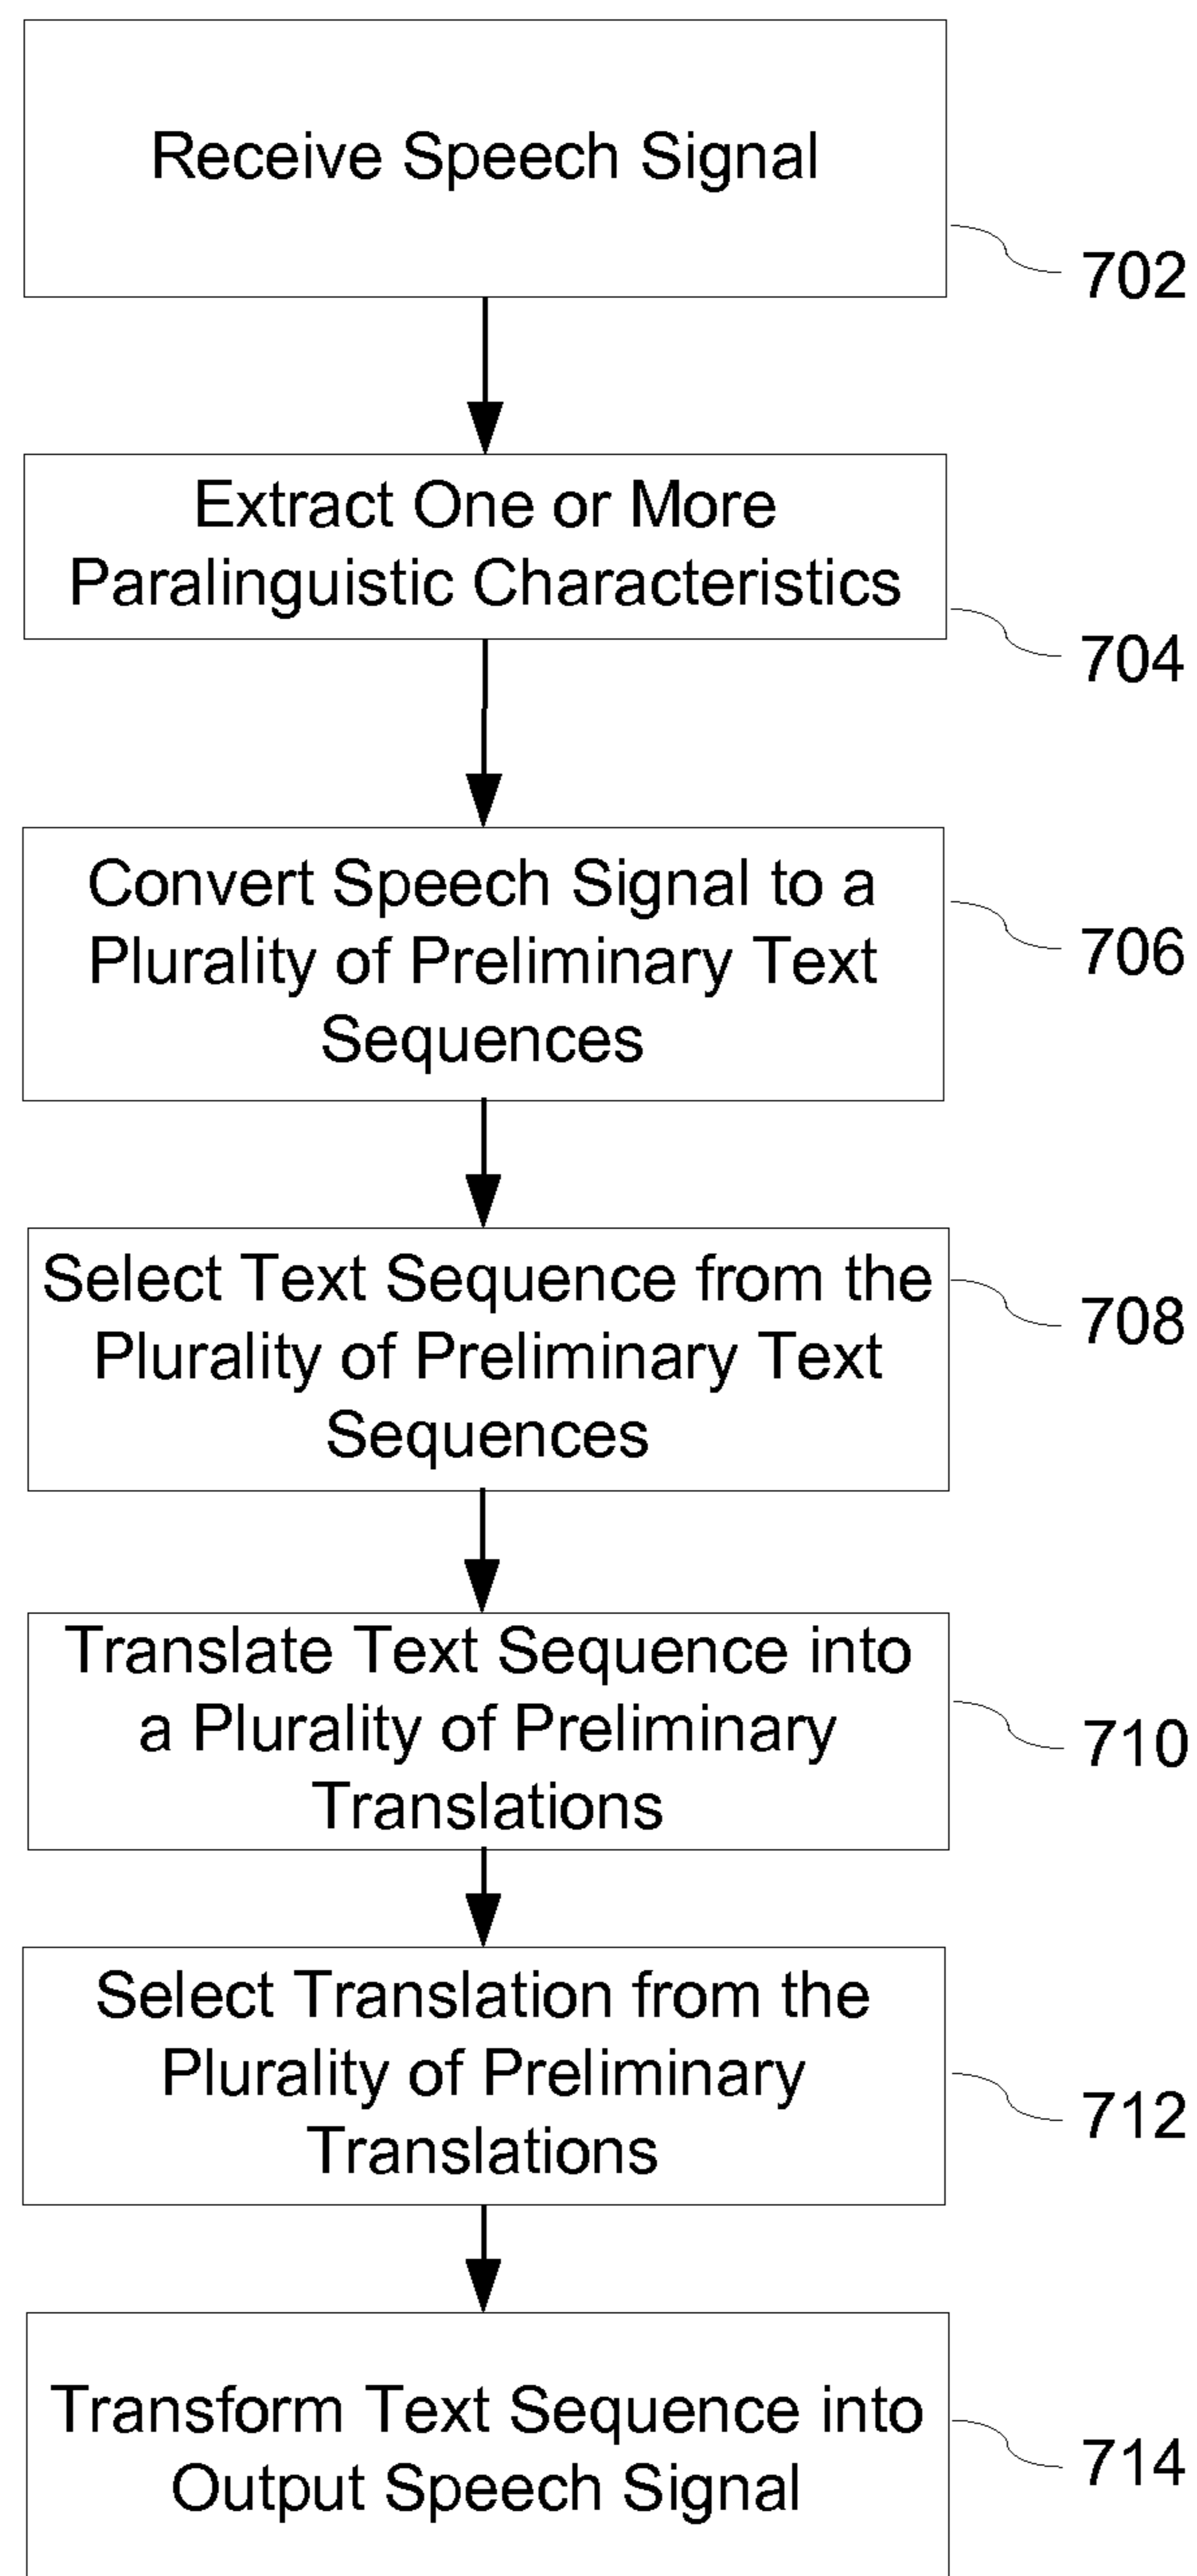 Receive Speech Signal
702
Extract One or More
Paralinguistic Characteristics
704
Convert Speech Signal to a
Plurality of Preliminary Text
Sequences
706
Select Text Sequence from the
Plurality of Preliminary Text
Sequences
708
Translate Text Sequence into
a Plurality of Preliminary
Translations
710
Select Translation from the
Plurality of Preliminary
Translations
712
Transform Text Sequence into
Output Speech Signal
714